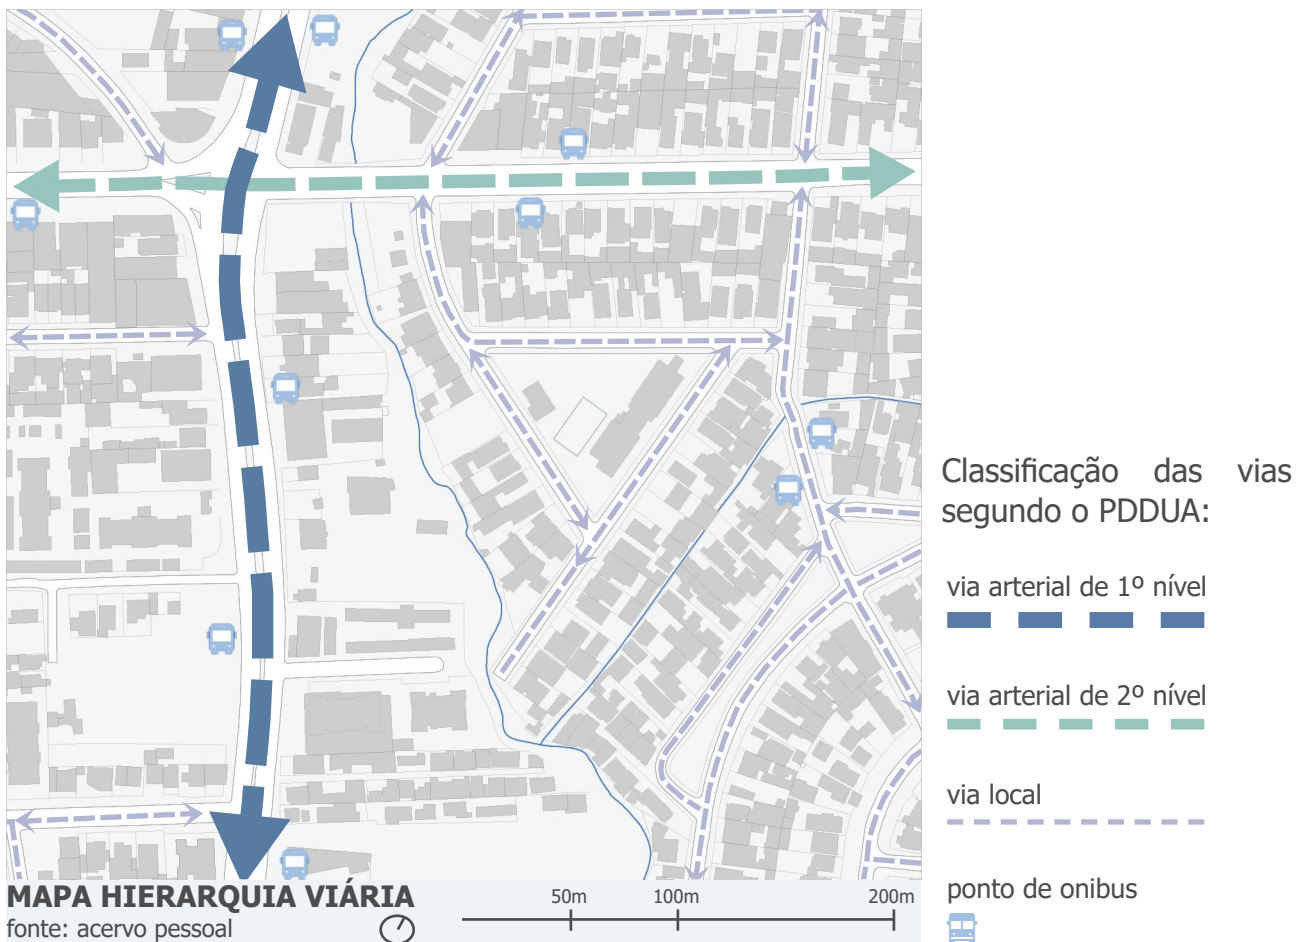 Classificação das vias
segundo o PDDUA:
via arterial de 1º nível
via arterial de 2º nível
via local
ponto de onibus
MAPA HIERARQUIA VIÁRIA
fonte: acervo pessoal
50m 100m 200m